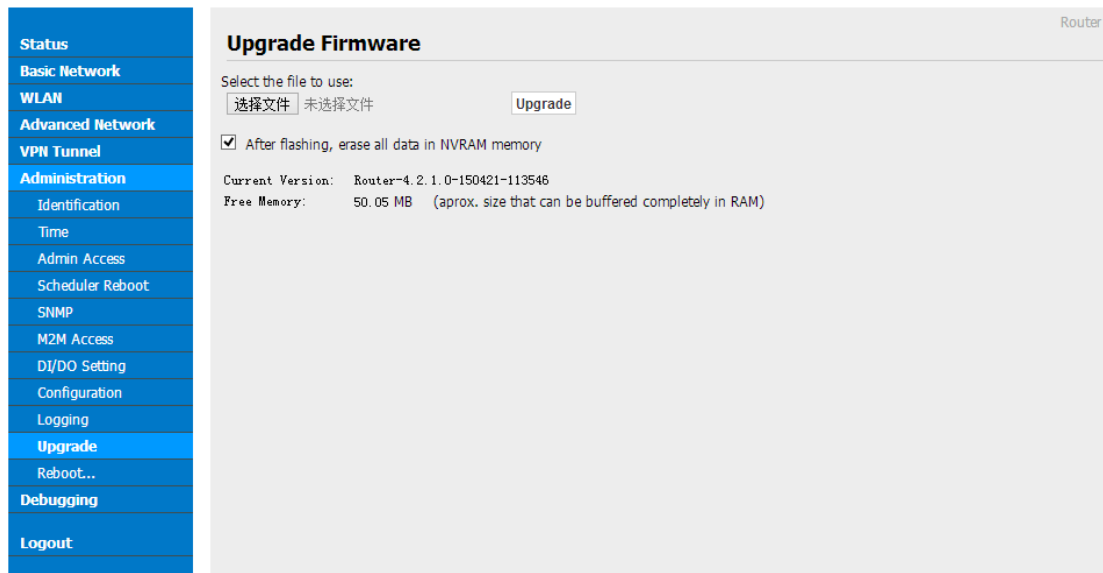 Router
Status
Basic Network
WLAN
Advanced Network
VPN Tunnel
Administration
Identification
Time
Admin Access
Scheduler Reboot
SNMP
M2M Access
DI/DO Setting
Configuration
Logging
Upgrade
Reboot...
Debugging
Logout
Upgrade Firmware
Select the file to use:
选择文件 未选择文件 Upgrade
After flashing, erase all data in NVRAM memory
Current Version: Router-4.2.1.0-150421-113546
Free Memory: 50.05 MB (aprox. size that can be buffered completely in RAM)